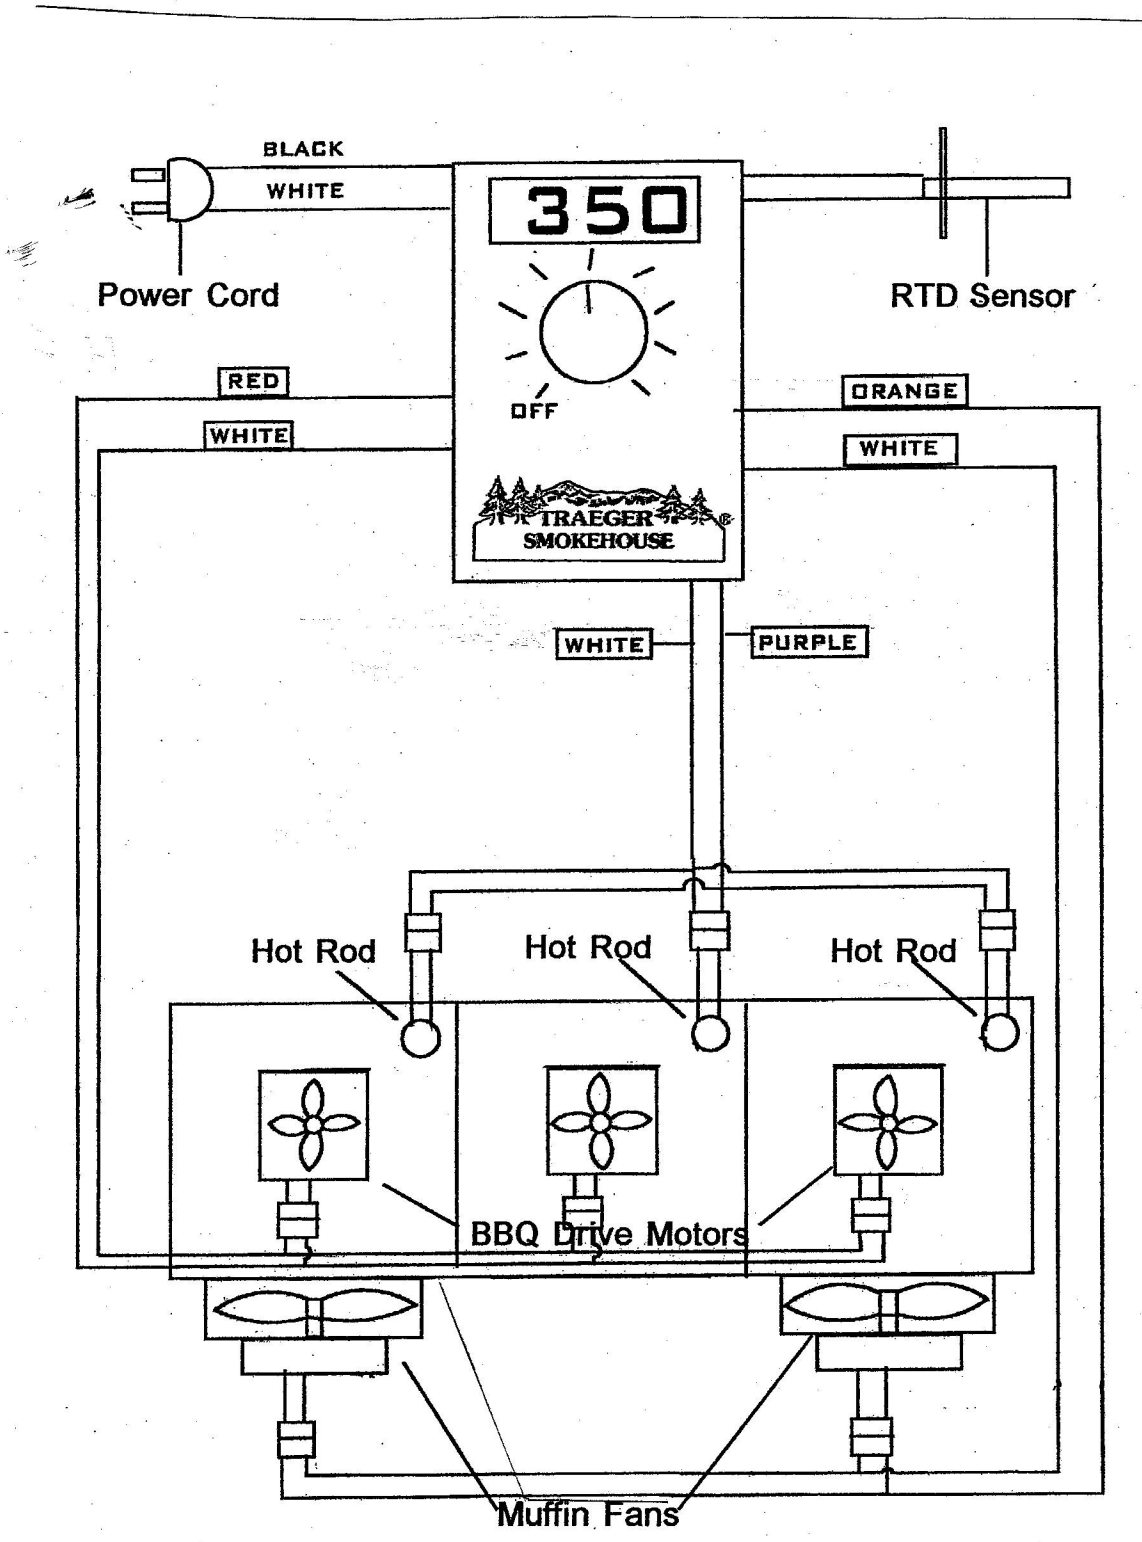 BLACK
WHITE
350
Power Cord
RTD Sensor
RED
ORANGE
OFF
WHITE
WHITE
TRAEGER ®
SMOKEHOUSE
WHITE
PURPLE
Hot Rod
Hot Rod
Hot Rod
BBQ Drive Motors
Muffin Fans